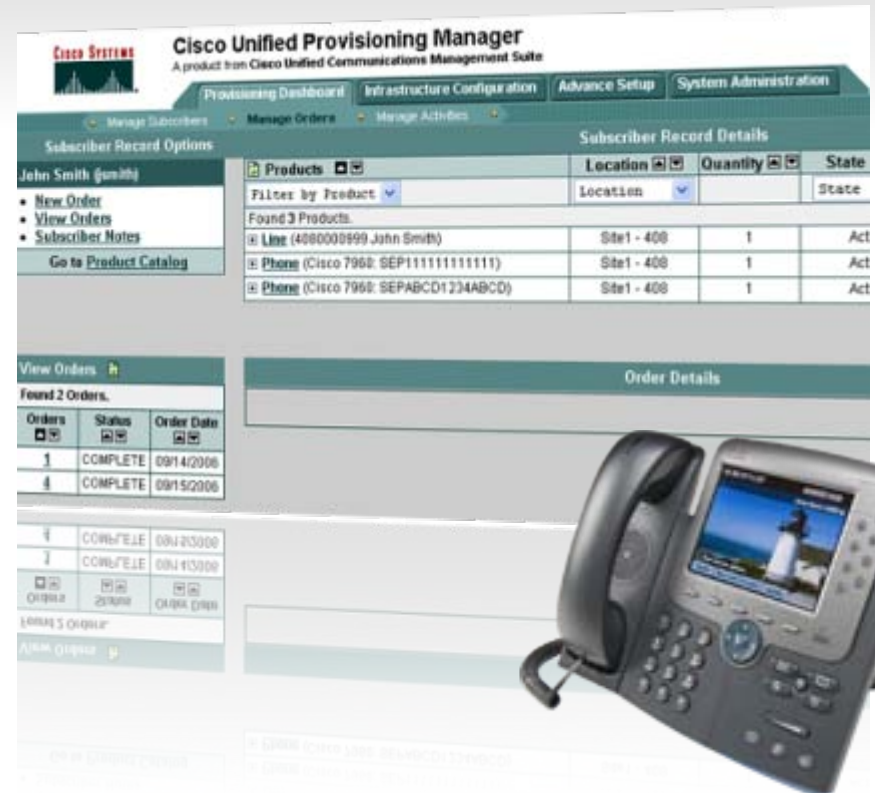 CISCO SYSTEMS
Cisco Unified Provisioning Manager
A product from Cisco Unified Communications Management Suite
Provisioning Dashboard Infrastructure Configuration Advance Setup System Administration
Manage Subscribers Manage Orders Manage Activities
Subscriber Record Options
Subscriber Record Details
John Smith (jsmith)
• New Order
• View Orders
• Subscriber Notes
Go to Product Catalog
Products Location Quantity State
Filter by Product Location State
Found 3 Products.
Line (4080000999 John Smith) Site1 - 408 1 Act
Phone (Cisco 7960: SEP111111111111) Site1 - 408 1 Act
Phone (Cisco 7960: SEPABCD1234ABCD) Site1 - 408 1 Act
View Orders
Found 2 Orders.
Orders Status Order Date
1 COMPLETE 09/14/2006
4 COMPLETE 09/15/2006
Order Details